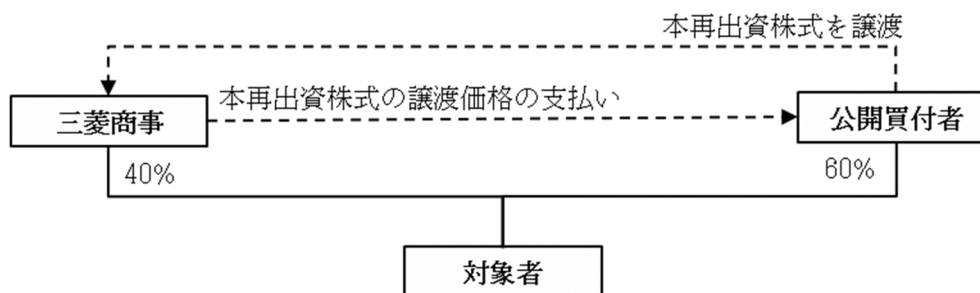 本再出資株式を譲渡
本再出資株式の譲渡価格の支払い
三菱商事
公開買付者
40%
60%
対象者